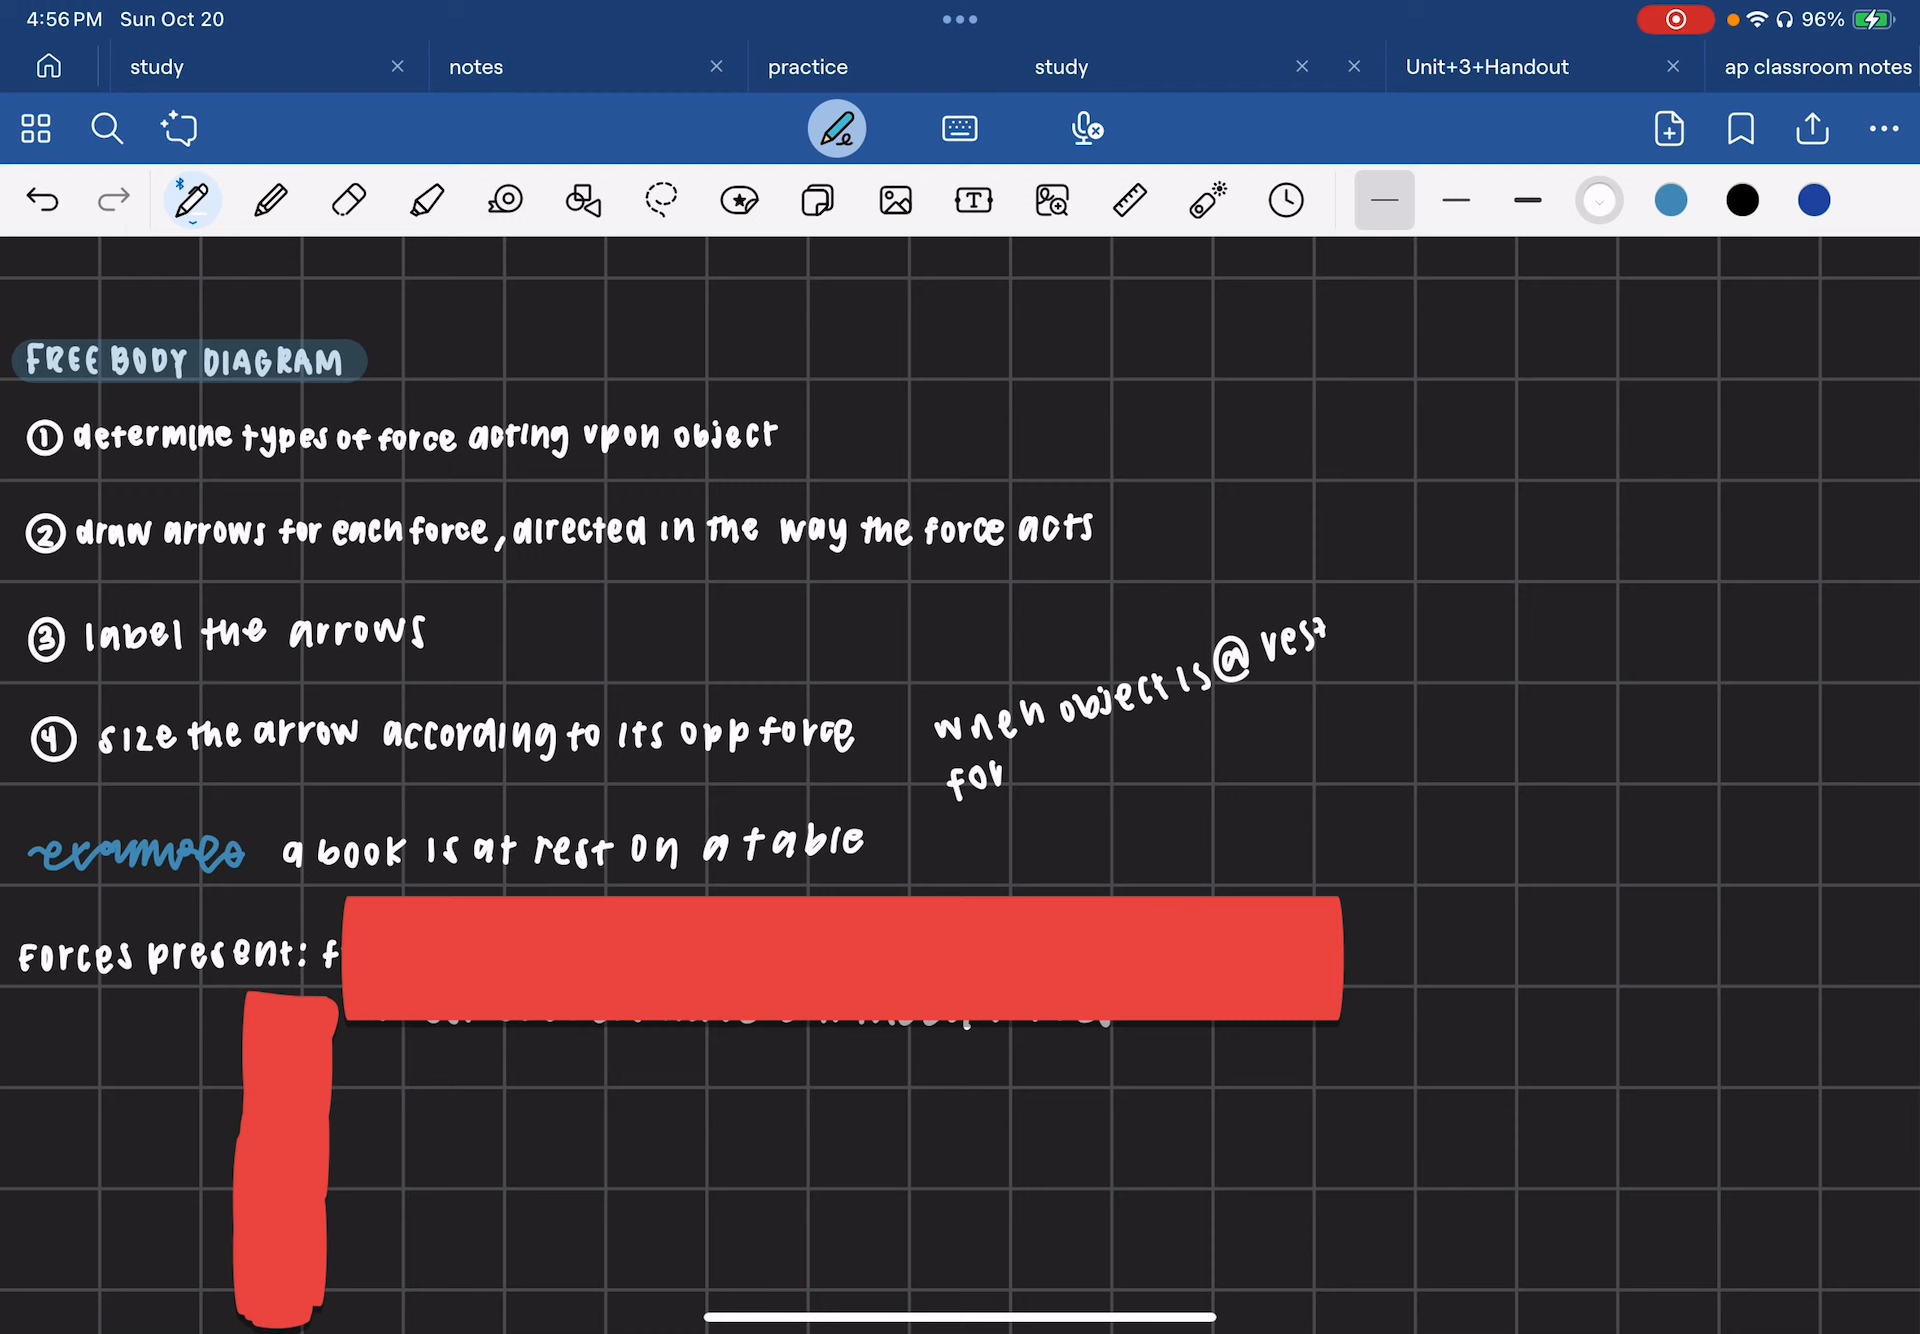 4:56 PM Sun Oct 20
96%
study
notes
practice
study
Unit+3+Handout
ap classroom notes
FREE BODY DIAGRAM
① determine types of force acting upon object
② draw arrows for each force, directed in the way the force acts
③ label the arrows
④ size the arrow according to its opp force
when object is @ rest
for
examples a book is at rest on a table
Forces present: f